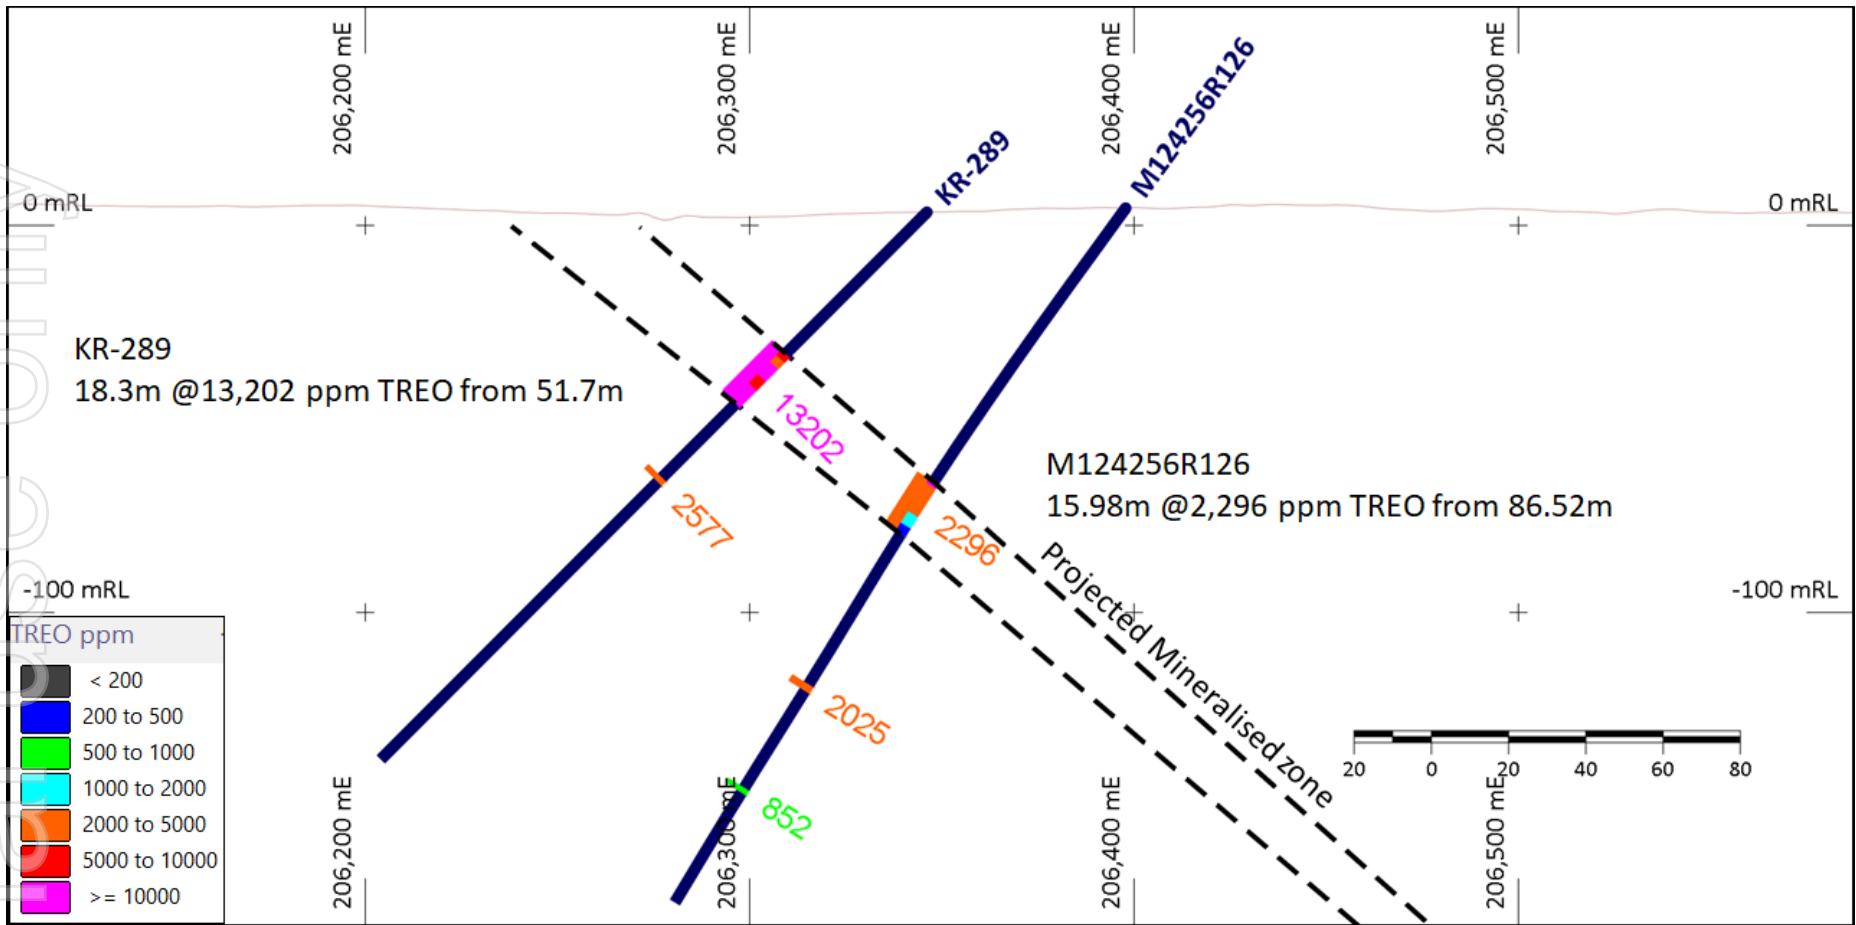 206,200 mE
206,300 mE
206,400 mE
206,500 mE
KR-289
M124256R126
0 mRL
0 mRL
KR-289
18.3m @13,202 ppm TREO from 51.7m
13202
M124256R126
15.98m @2,296 ppm TREO from 86.52m
2577
2296
Projected Mineralised zone
-100 mRL
-100 mRL
2025
852
TREO ppm
< 200
200 to 500
500 to 1000
1000 to 2000
2000 to 5000
5000 to 10000
>= 10000
20 0 20 40 60 80
206,200 mE
206,300 mE
206,400 mE
206,500 mE